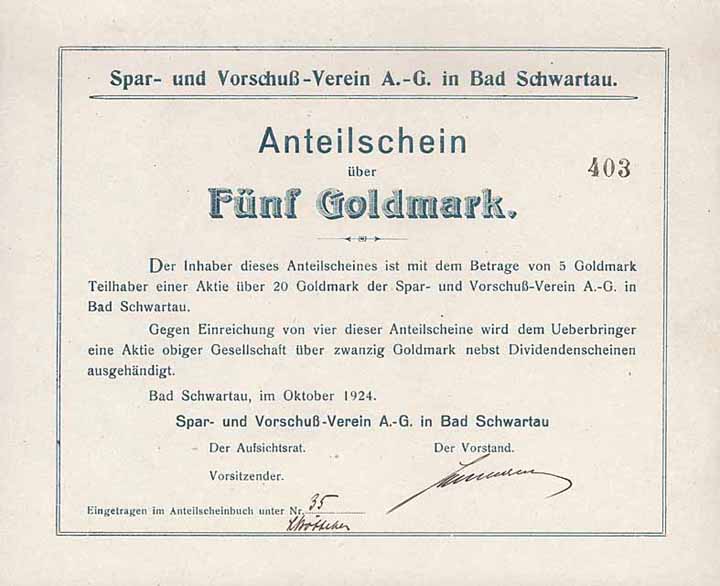 Spar- und Vorschuß-Verein A.-G. in Bad Schwartau.
Anteilschein
über
403
Fünf Goldmark.
Der Inhaber dieses Anteilscheines ist mit dem Betrage von 5 Goldmark
Teilhaber einer Aktie über 20 Goldmark der Spar- und Vorschuß-Verein A.-G. in
Bad Schwartau.
Gegen Einreichung von vier dieser Anteilscheine wird dem Ueberbringer
eine Aktie obiger Gesellschaft über zwanzig Goldmark nebst Dividendenscheinen
ausgehändigt.
Bad Schwartau, im Oktober 1924.
Spar- und Vorschuß-Verein A.-G. in Bad Schwartau
Der Aufsichtsrat. Der Vorstand.
Vorsitzender.
Eingetragen im Anteilscheinbuch unter Nr. 35